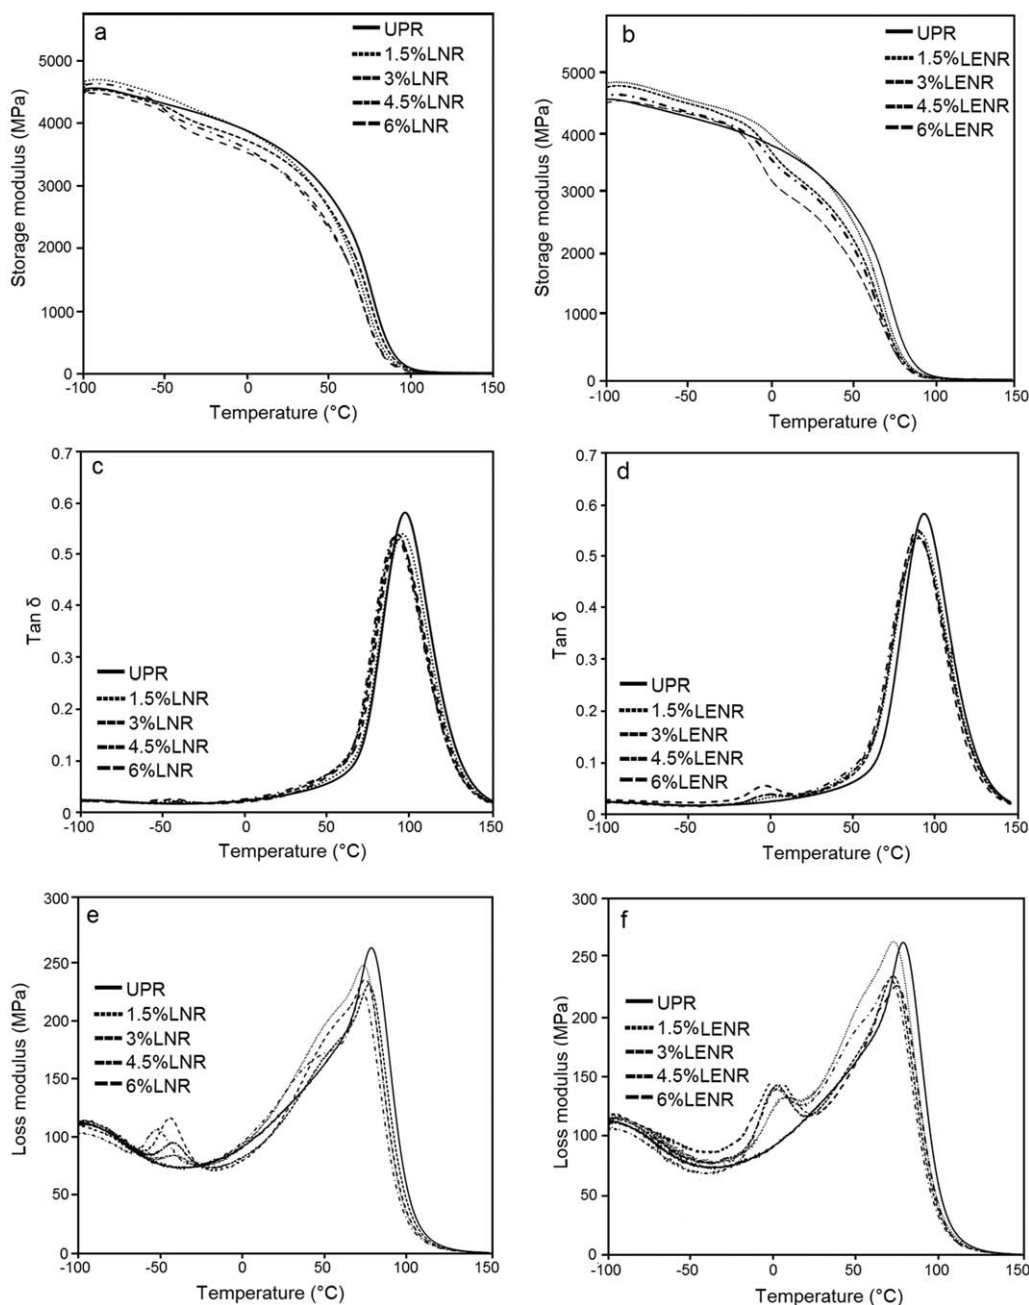 a
UPR
1.5%LNR
3%LNR
4.5%LNR
6%LNR
Storage modulus (MPa)
5000
4000
3000
2000
1000
0
-100
-50
0
50
100
150
Temperature (°C)
b
UPR
1.5%LENR
3%LENR
4.5%LENR
6%LENR
Storage modulus (MPa)
5000
4000
3000
2000
1000
0
-100
-50
0
50
100
150
Temperature (°C)
c
UPR
1.5%LNR
3%LNR
4.5%LNR
6%LNR
Tan δ
0.7
0.6
0.5
0.4
0.3
0.2
0.1
0
-100
-50
0
50
100
150
Temperature (°C)
d
UPR
1.5%LENR
3%LENR
4.5%LENR
6%LENR
Tan δ
0.7
0.6
0.5
0.4
0.3
0.2
0.1
0
-100
-50
0
50
100
150
Temperature (°C)
e
UPR
1.5%LNR
3%LNR
4.5%LNR
6%LNR
Loss modulus (MPa)
300
250
200
150
100
50
0
-100
-50
0
50
100
150
Temperature (°C)
f
UPR
1.5%LENR
3%LENR
4.5%LENR
6%LENR
Loss modulus (MPa)
300
250
200
150
100
50
0
-100
-50
0
50
100
150
Temperature (°C)